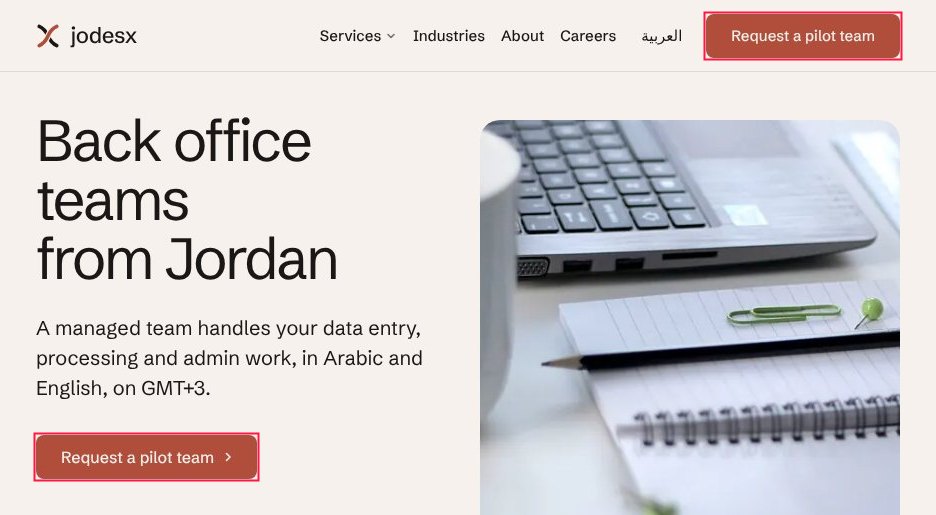 jodesx
Services
Industries
About
Careers
العربية
Request a pilot team
Back office
teams
from Jordan
A managed team handles your data entry,
processing and admin work, in Arabic and
English, on GMT+3.
Request a pilot team